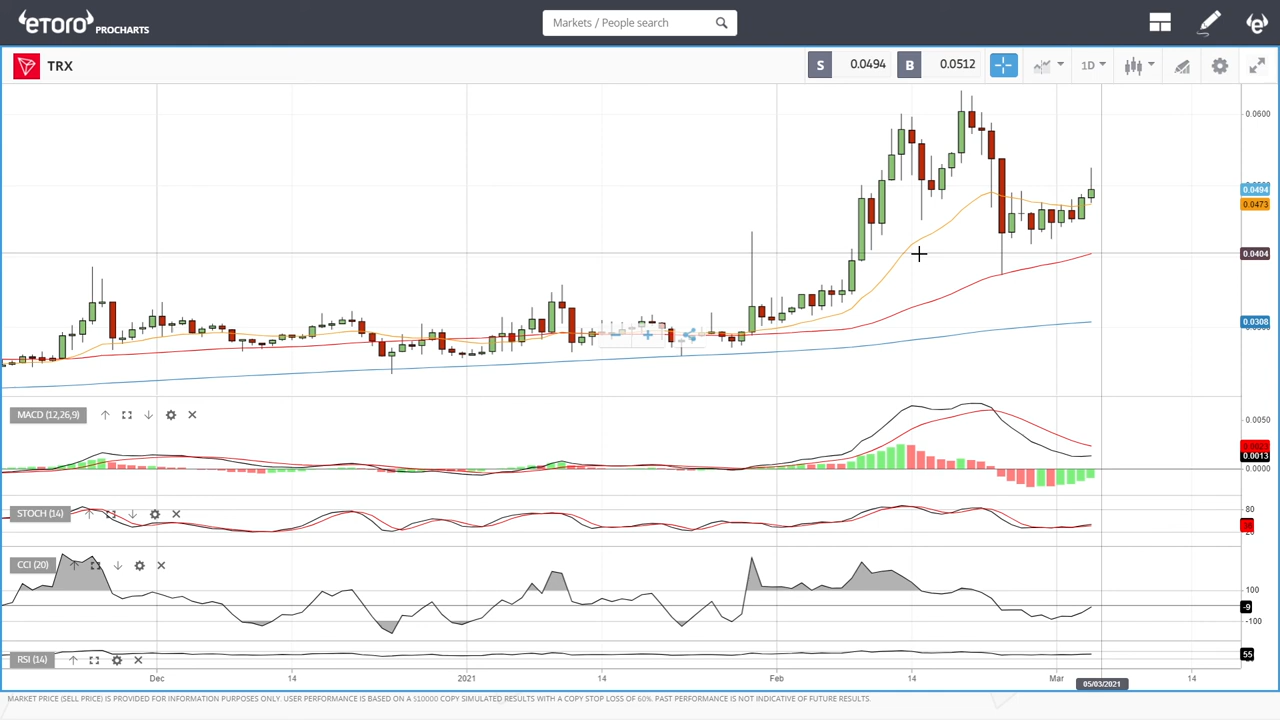 eToro PROCHARTS
Markets / People search
TRX
S 0.0494 B 0.0512
1D
0.0600
0.0494
0.0473
0.0404
0.0308
MACD (12,26,9)
0.0050
0.0013
0.0000
STOCH (14)
80
CCI (20)
100
-9
-100
RSI (14)
55
Dec 14 2021 14 Feb 14 Mar 14
05/03/2021
MARKET PRICE (SELL PRICE) IS PROVIDED FOR INFORMATION PURPOSES ONLY. USER PERFORMANCE IS BASED ON A $10000 COPY SIMULATED RESULTS WITH A COPY STOP LOSS OF 60%. PAST PERFORMANCE IS NOT INDICATIVE OF FUTURE RESULTS.